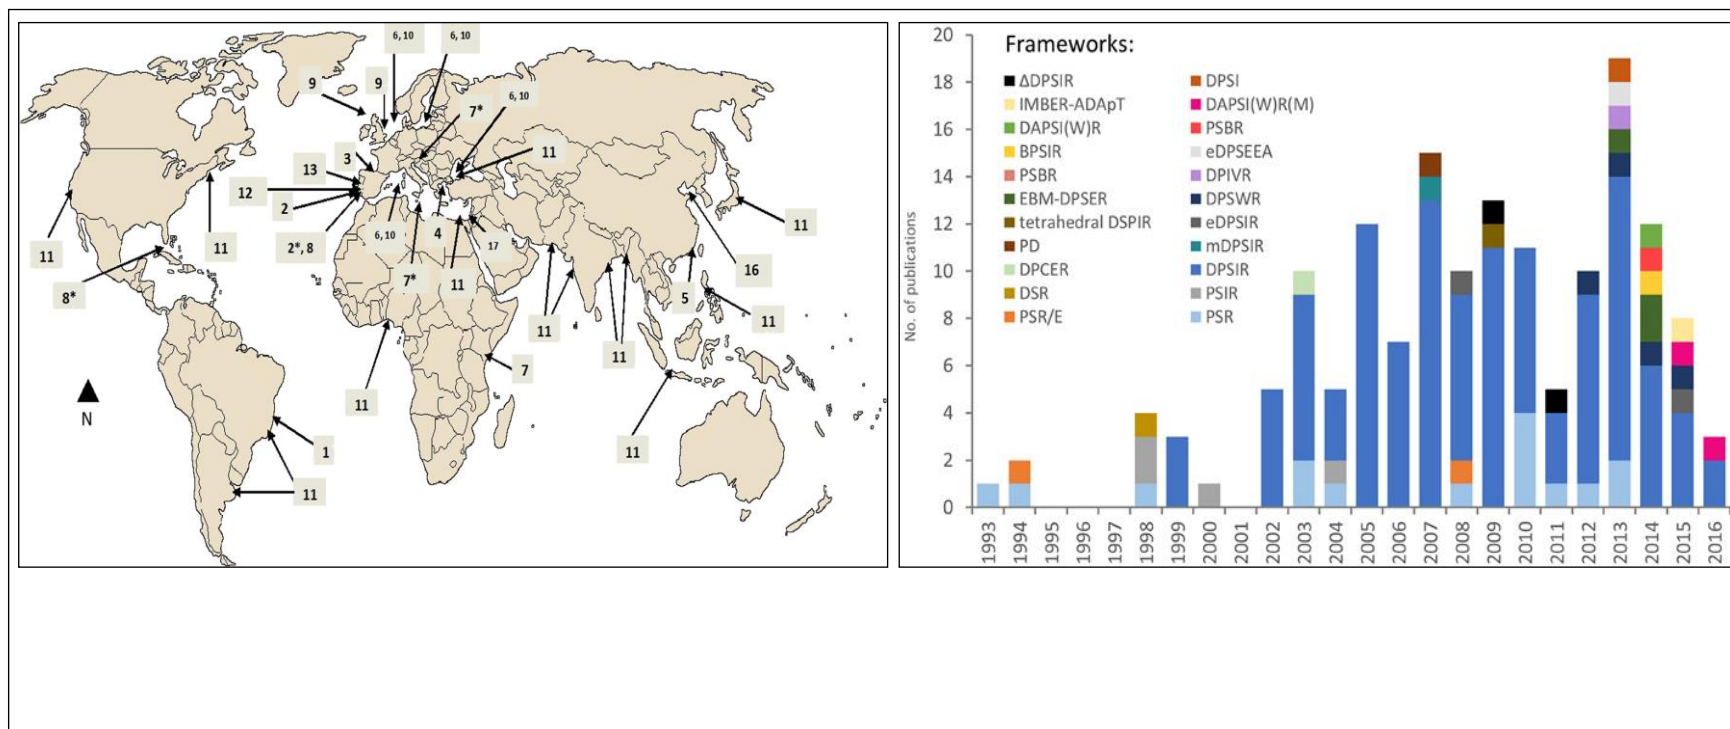 6, 10
6, 10
9
9
7*
6, 10
3
11
13
12
2
11
11
11
2*, 8
6, 10
4
17
16
8*
7*
11
5
11
11
11
7
N
11
11
1
11
Frameworks:
ΔDPSIR
DPSI
IMBER-ADApT
DAPSI(W)R(M)
DAPSI(W)R
PSBR
BPSIR
eDPSEEA
PSBR
DPIVR
EBM-DPSER
DPSWR
tetrahedral DSPIR
eDPSIR
PD
mDPSIR
DPCER
DPSIR
DSR
PSIR
PSR/E
PSR
No. of publications
20
18
16
14
12
10
8
6
4
2
0
1993
1994
1995
1996
1997
1998
1999
2000
2001
2002
2003
2004
2005
2006
2007
2008
2009
2010
2011
2012
2013
2014
2015
2016